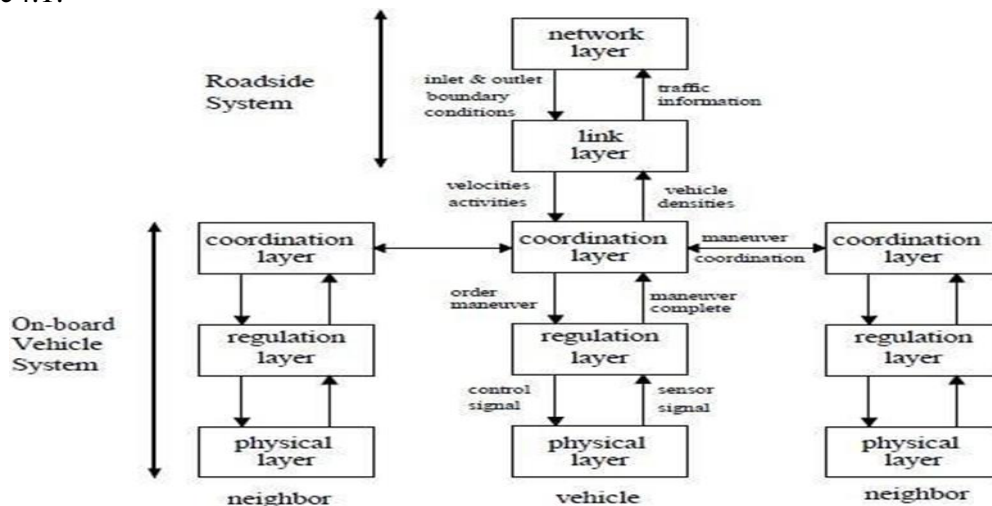 network
layer
Roadside
System
inlet & outlet
boundary
conditions
traffic
information
link
layer
velocities
activities
vehicle
densities
coordination
layer
coordination
layer
maneuver
coordination
coordination
layer
On-board
Vehicle
System
order
maneuver
maneuver
complete
regulation
layer
regulation
layer
regulation
layer
control
signal
sensor
signal
physical
layer
physical
layer
physical
layer
neighbor
vehicle
neighbor